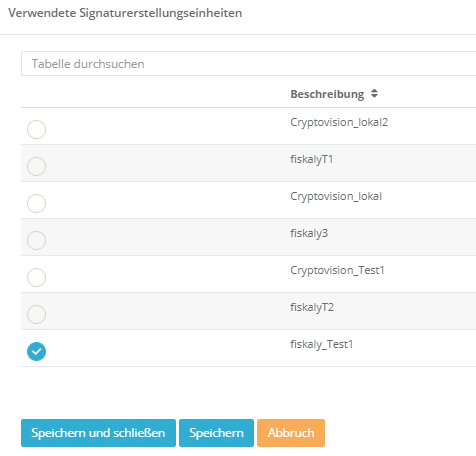 Verwendete Signaturerstellungseinheiten
Tabelle durchsuchen
Beschreibung
Cryptovision_lokal2
fiskalyT1
Cryptovision_lokal
fiskaly3
Cryptovision_Test1
fiskalyT2
fiskaly_Test1
Speichern und schließen Speichern Abbruch